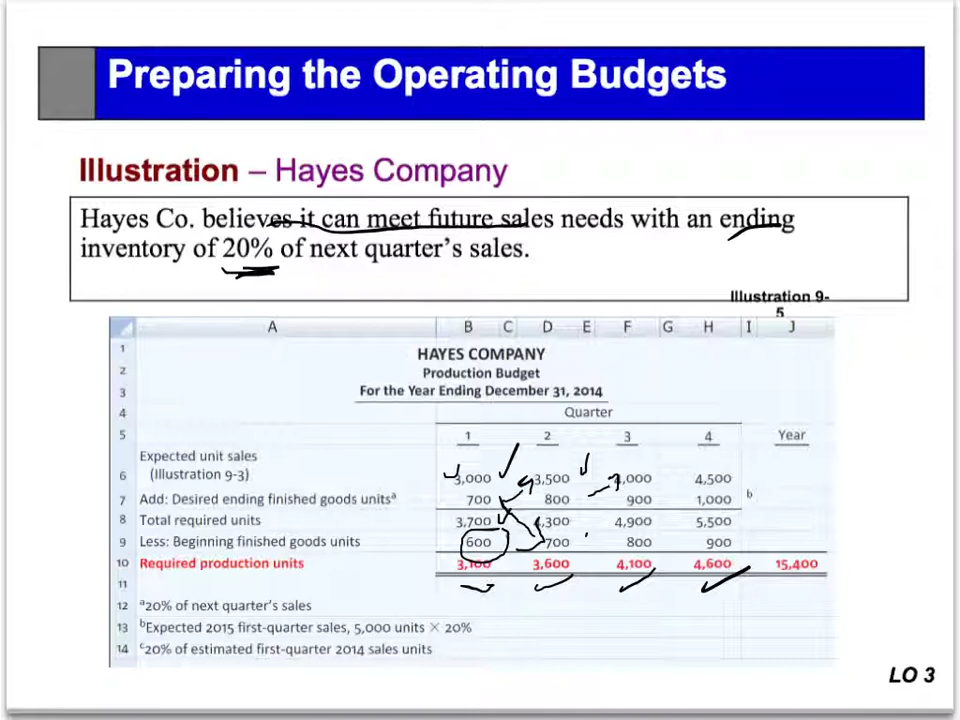 Preparing the Operating Budgets
Illustration – Hayes Company
Hayes Co. believes it can meet future sales needs with an ending
inventory of 20% of next quarter's sales.
Illustration 9-
5
A B C D E F G H I J
1 HAYES COMPANY
2 Production Budget
3 For the Year Ending December 31, 2014
4 Quarter
5 1 2 3 4 Year
Expected unit sales
6 (Illustration 9-3) 3,000 3,500 4,000 4,500
7 Add: Desired ending finished goods unitsᵃ 700 800 900 1,000 b
8 Total required units 3,700 4,300 4,900 5,500
9 Less: Beginning finished goods units 600 700 800 900
10 Required production units 3,100 3,600 4,100 4,600 15,400
11
12 ᵃ20% of next quarter's sales
13 ᵇExpected 2015 first-quarter sales, 5,000 units × 20%
14 ᶜ20% of estimated first-quarter 2014 sales units
LO 3